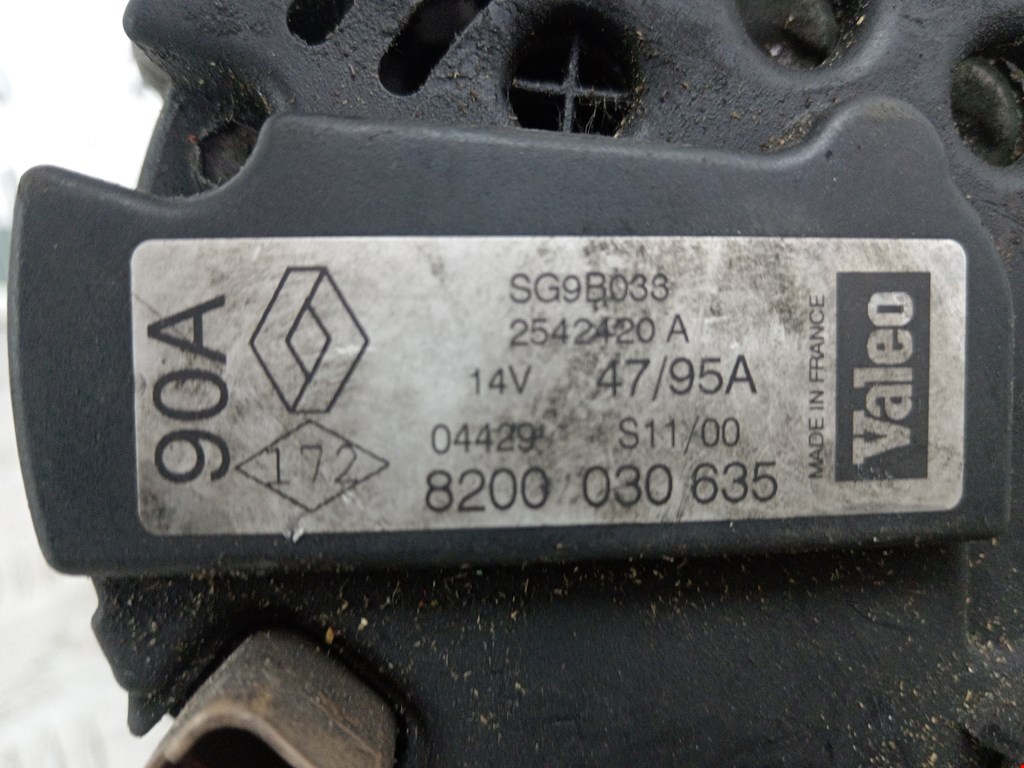 90A
172
SG9B033
2542420 A
14V 47/95A
04429 S11/00
8200 030 635
MADE IN FRANCE
Valeo